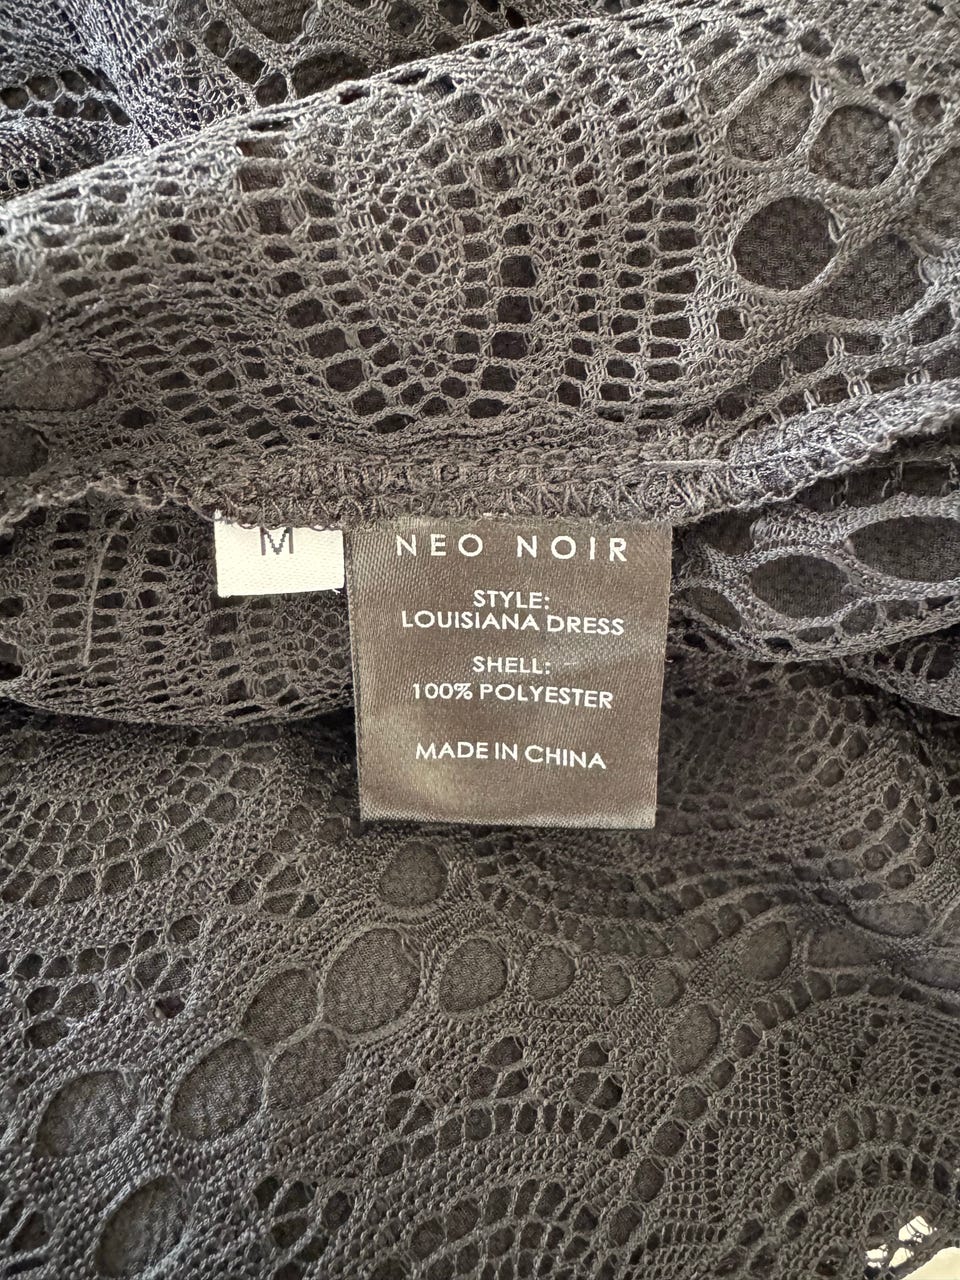 M
NEO NOIR
STYLE:
LOUISIANA DRESS
SHELL:
100% POLYESTER
MADE IN CHINA